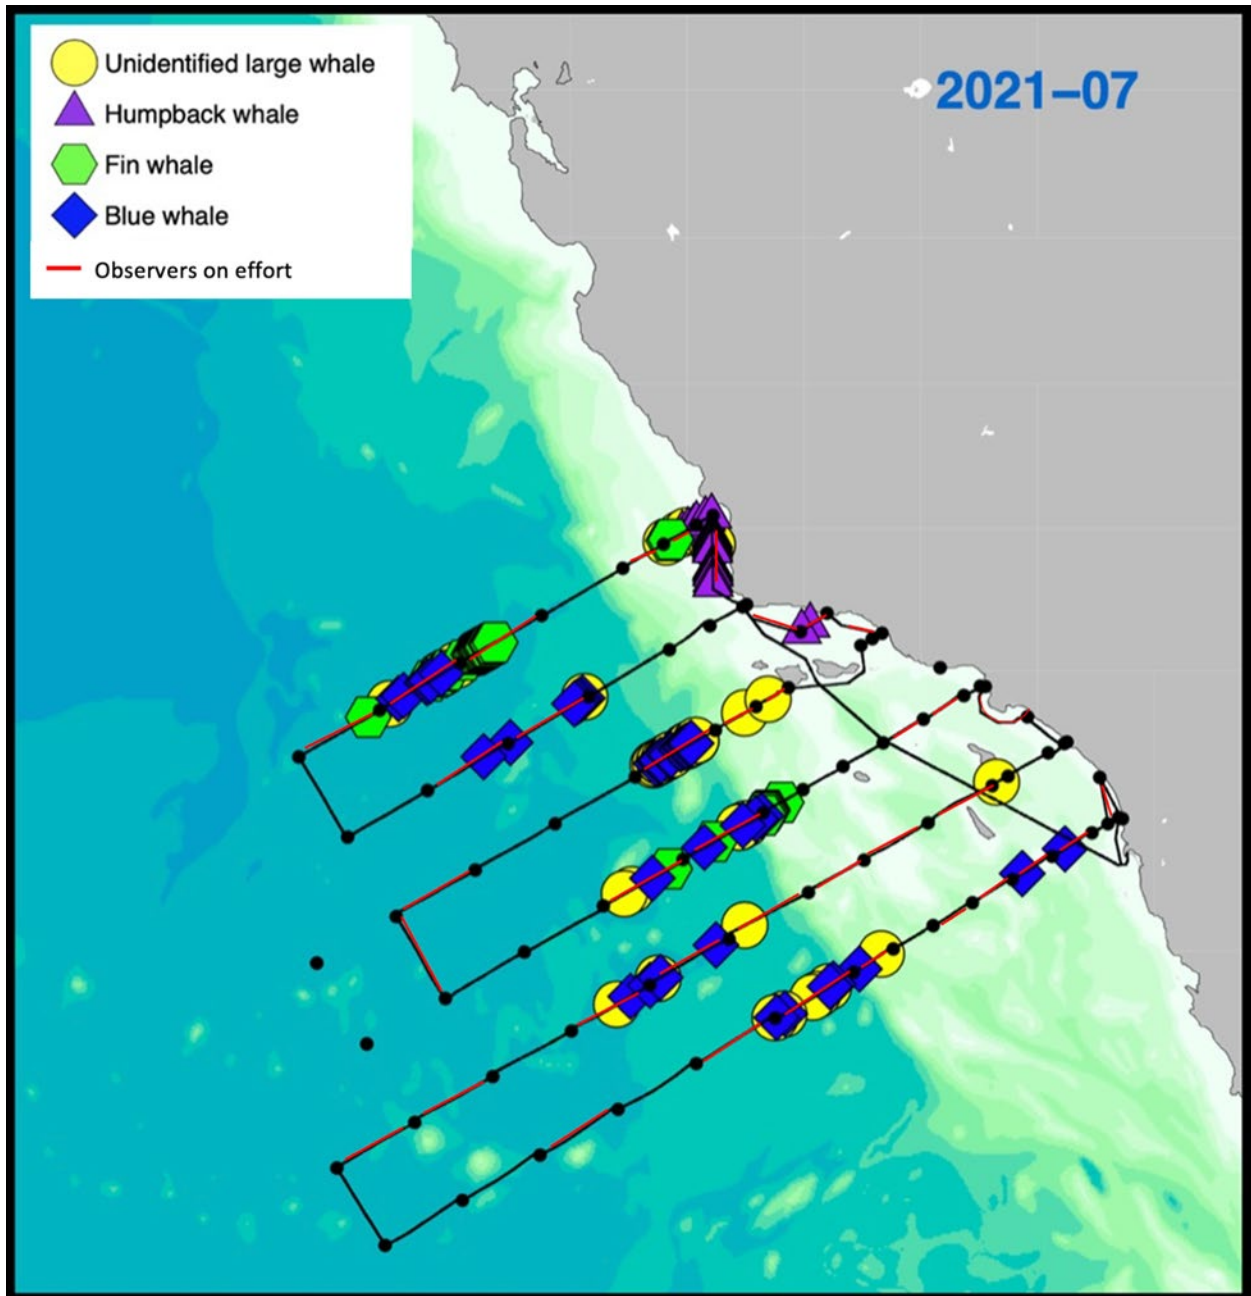 Unidentified large whale
Humpback whale
Fin whale
Blue whale
Observers on effort
2021–07